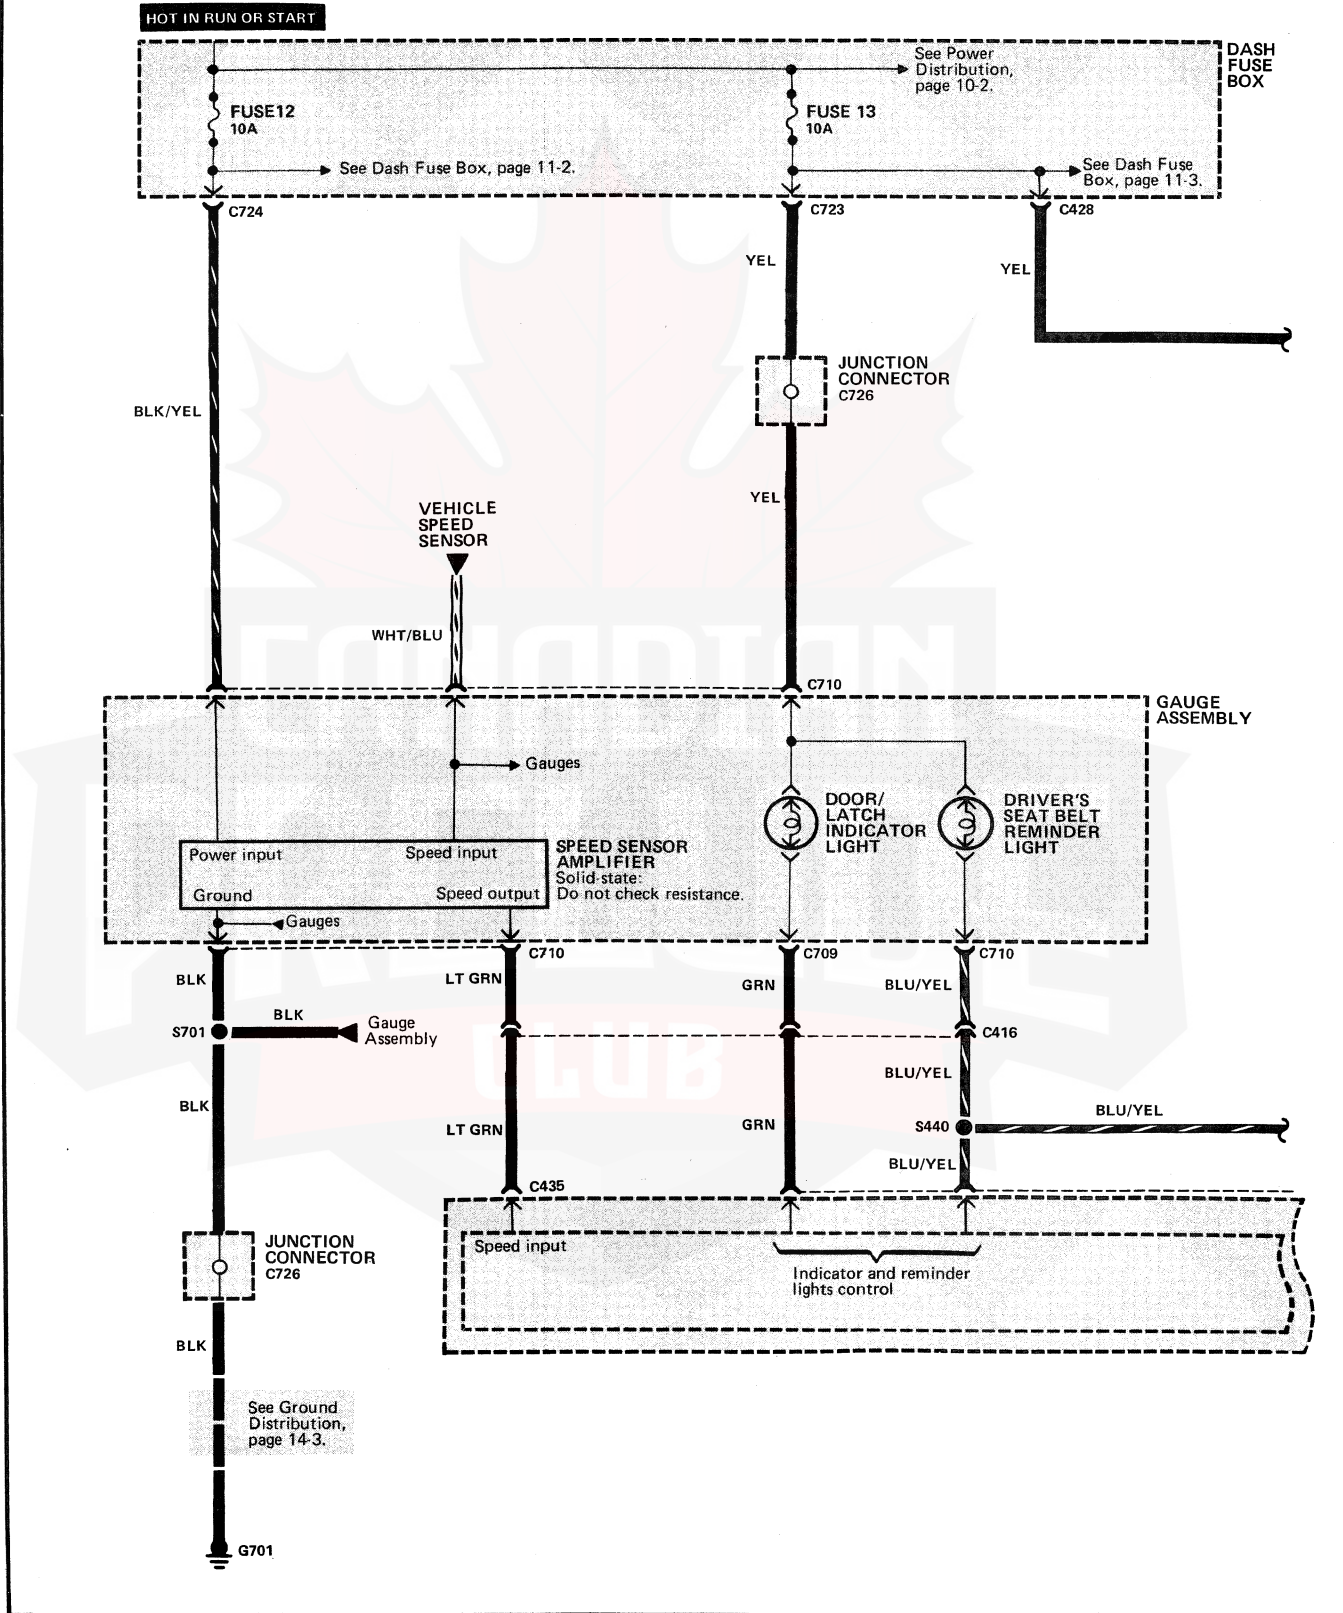 HOT IN RUN OR START
DASH
FUSE
BOX
See Power
Distribution,
page 10-2.
FUSE12
10A
FUSE 13
10A
See Dash Fuse Box, page 11-2.
See Dash Fuse
Box, page 11-3.
C724
C723
C428
YEL
YEL
JUNCTION
CONNECTOR
C726
BLK/YEL
YEL
VEHICLE
SPEED
SENSOR
WHT/BLU
CANADIAN
C710
GAUGE
ASSEMBLY
Gauges
DOOR/
LATCH
INDICATOR
LIGHT
DRIVER'S
SEAT BELT
REMINDER
LIGHT
Power input
Speed input
Ground
Speed output
SPEED SENSOR
AMPLIFIER
Solid-state:
Do not check resistance.
Gauges
PRELUDE
C710
C709
C710
BLK
LT GRN
GRN
BLU/YEL
S701
BLK
Gauge
Assembly
C416
CLUB
BLU/YEL
BLK
LT GRN
GRN
S440
BLU/YEL
BLU/YEL
C435
Speed input
Indicator and reminder
lights control
JUNCTION
CONNECTOR
C726
BLK
See Ground
Distribution,
page 14-3.
G701